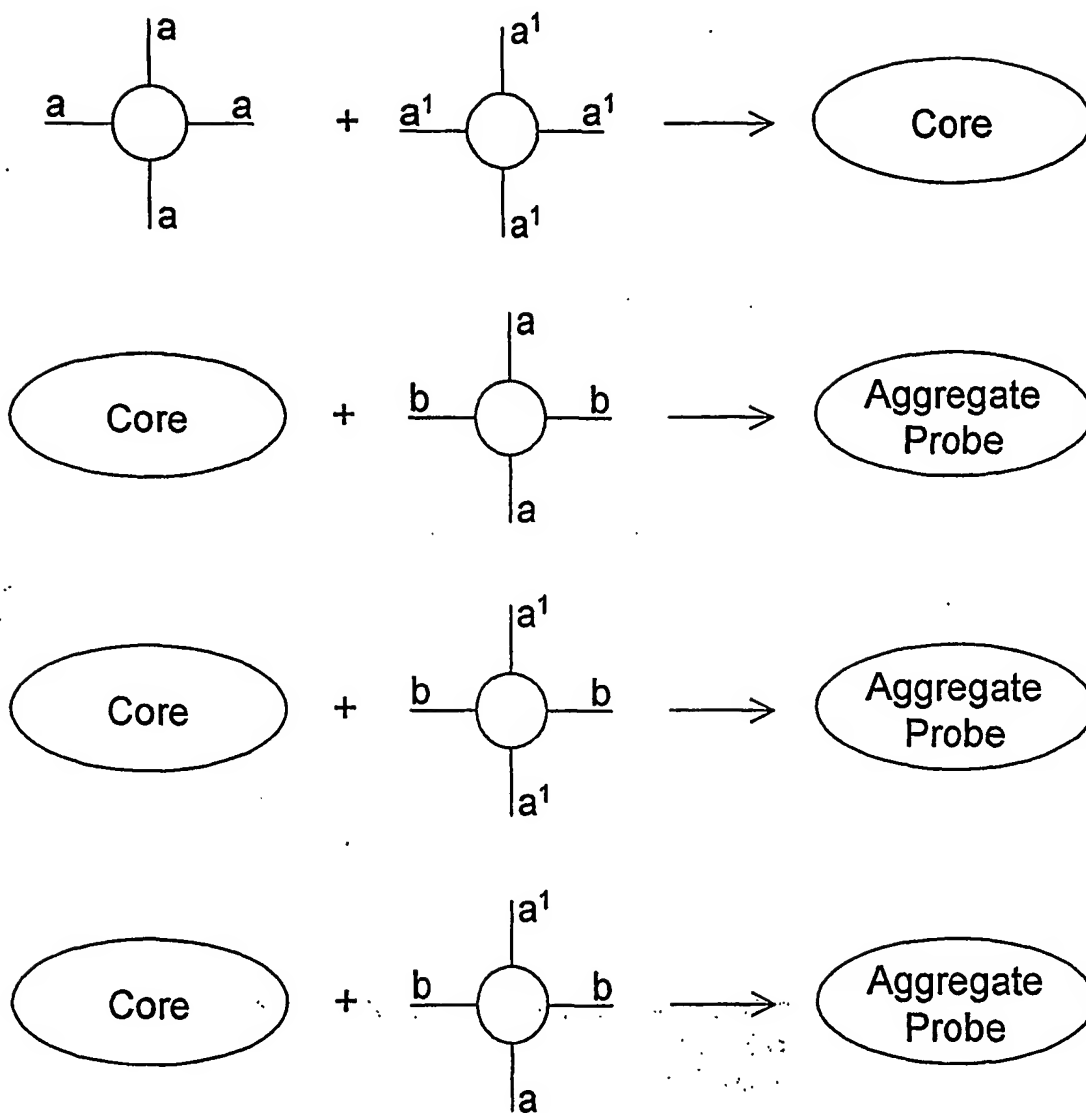 a a¹
a a + a¹ a¹ Core
a a¹
a
Core + b b Aggregate
Probe
a
a¹
Core + b b Aggregate
Probe
a¹
a¹
Core + b b Aggregate
Probe
a